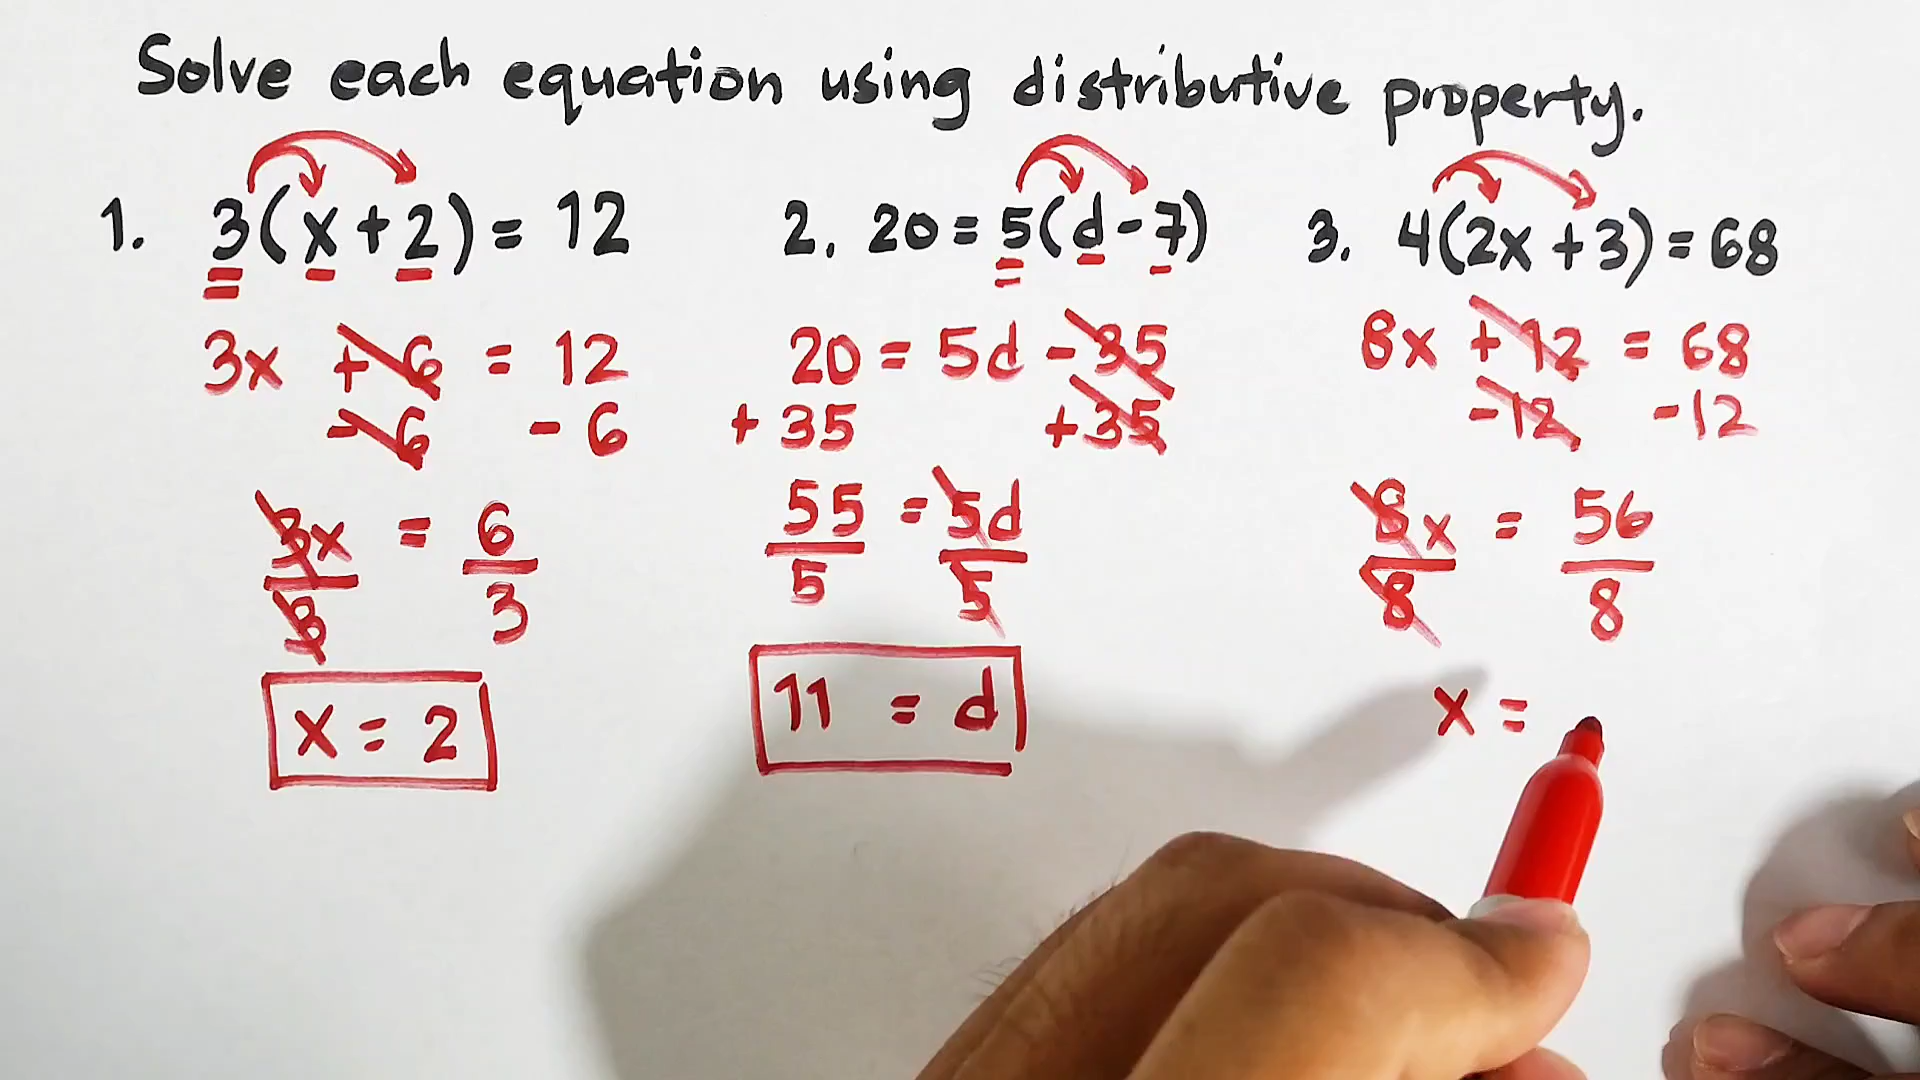 Solve each equation using distributive property.
1. 3(x+2)=12
3x + 6 = 12
- 6 - 6
3x = 6
3 3
x = 2
2. 20=5(d-7)
20 = 5d - 35
+ 35 +35
55 = 5d
5 5
11 = d
3. 4(2x+3)=68
8x + 12 = 68
-12 -12
8x = 56
8 8
x =